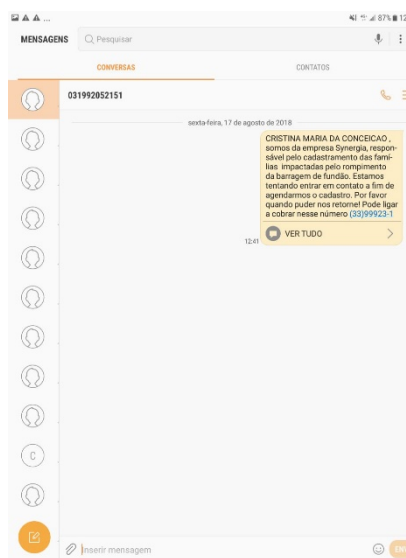 87% 12
MENSAGENS
Pesquisar
CONVERSAS CONTATOS
031992052151
sexta-feira, 17 de agosto de 2018
CRISTINA MARIA DA CONCEICAO ,
somos da empresa Synergia, respon-
sável pelo cadastramento das famí-
lias impactadas pelo rompimento
da barragem de fundão. Estamos
tentando entrar em contato a fim de
agendarmos o cadastro. Por favor
quando puder nos retorne! Pode ligar
a cobrar nesse número (33)99923-1
VER TUDO
12:41
C
Inserir mensagem
EN